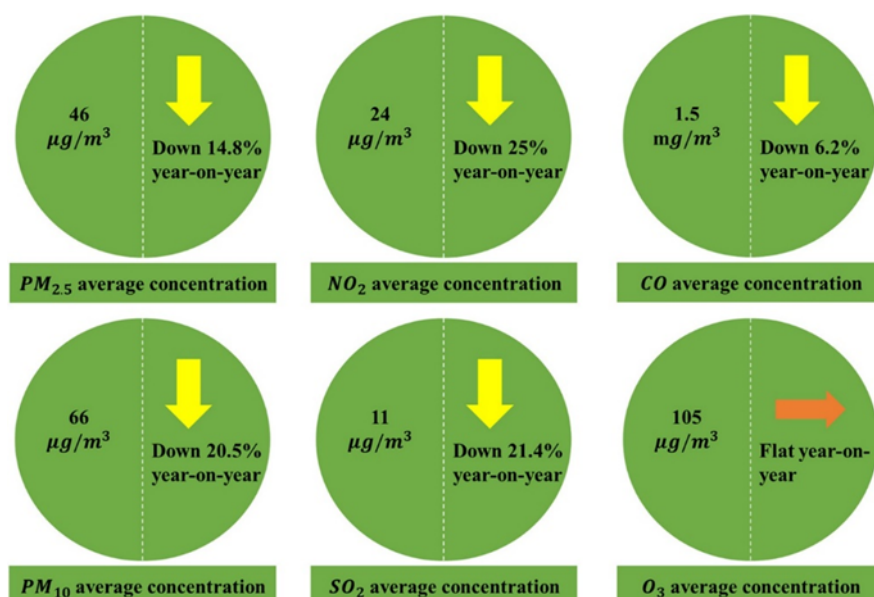 46
μg/m³
Down 14.8%
year-on-year
PM₂.₅ average concentration
24
μg/m³
Down 25%
year-on-year
NO₂ average concentration
1.5
mg/m³
Down 6.2%
year-on-year
CO average concentration
66
μg/m³
Down 20.5%
year-on-year
PM₁₀ average concentration
11
μg/m³
Down 21.4%
year-on-year
SO₂ average concentration
105
μg/m³
Flat year-on-
year
O₃ average concentration